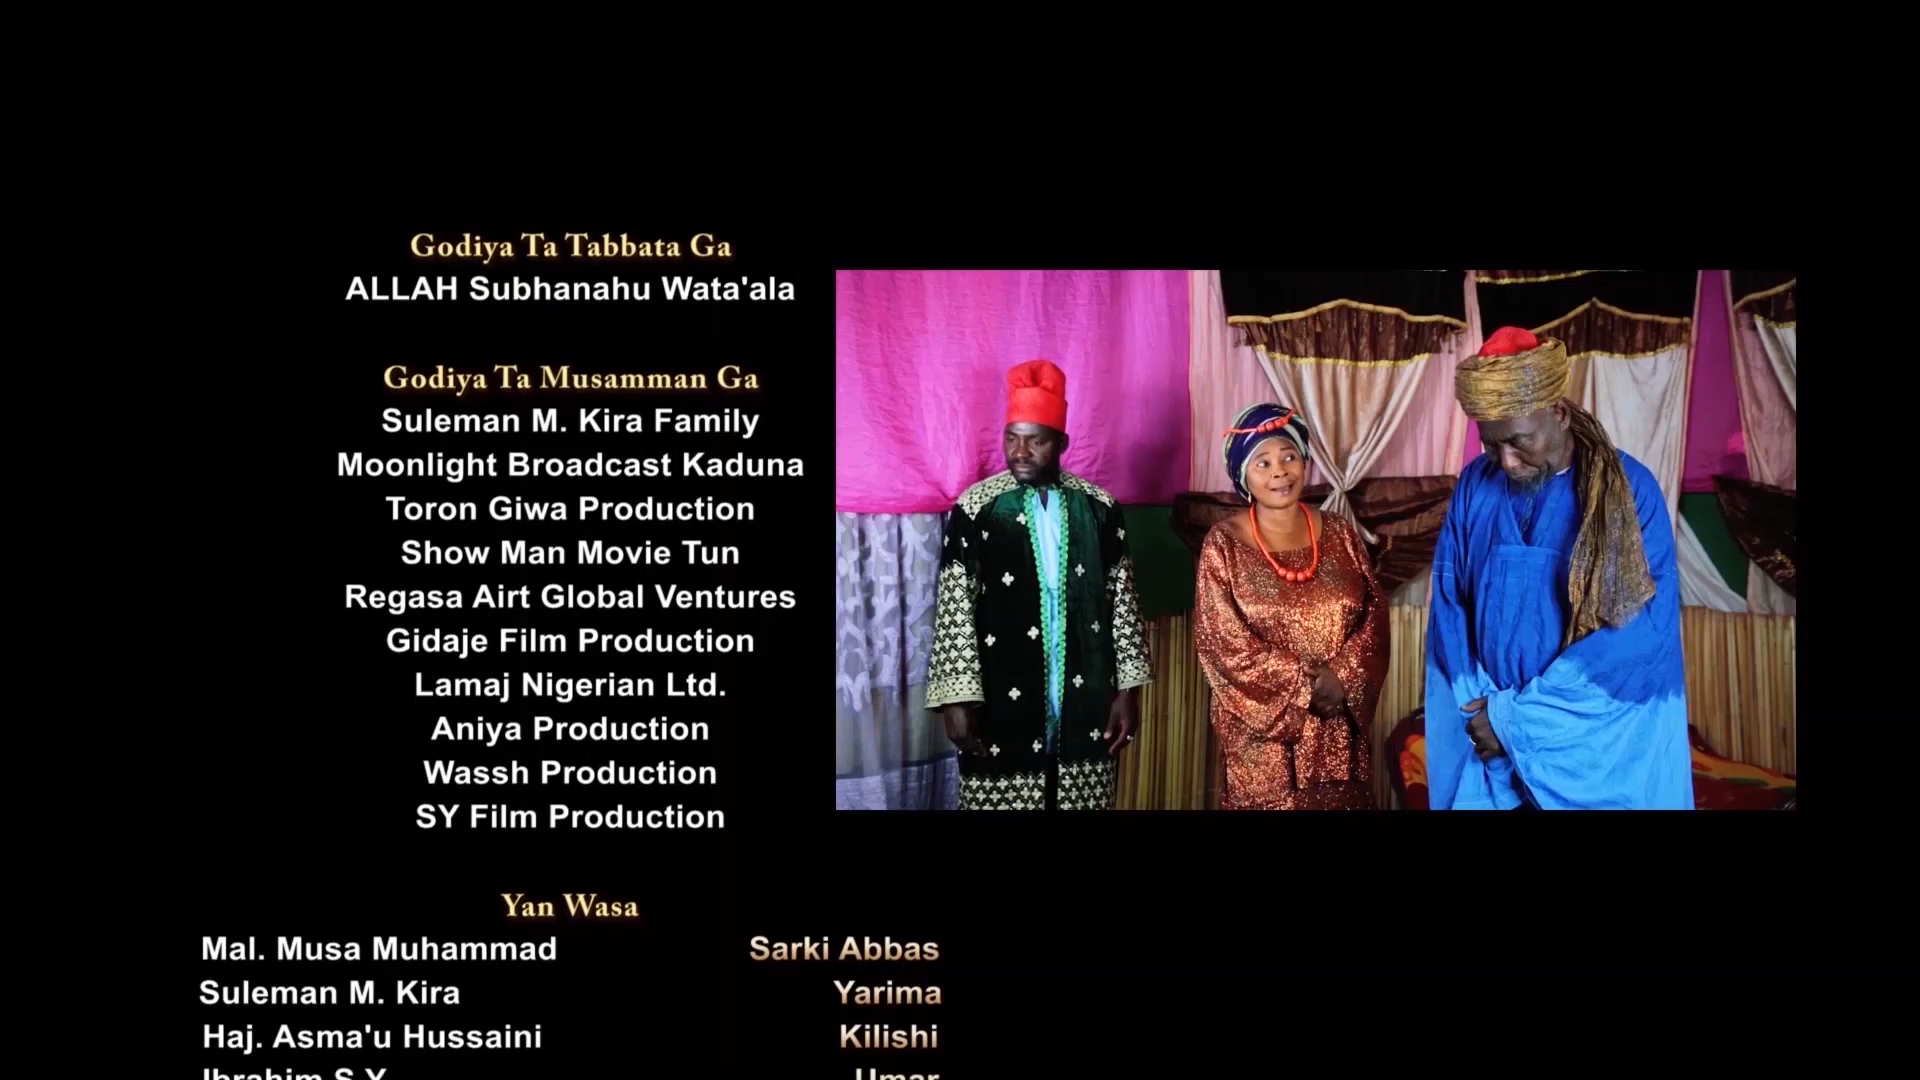 Godiya Ta Tabbata Ga
ALLAH Subhanahu Wata'ala
Godiya Ta Musamman Ga
Suleman M. Kira Family
Moonlight Broadcast Kaduna
Toron Giwa Production
Show Man Movie Tun
Regasa Airt Global Ventures
Gidaje Film Production
Lamaj Nigerian Ltd.
Aniya Production
Wassh Production
SY Film Production
Yan Wasa
Mal. Musa Muhammad Sarki Abbas
Suleman M. Kira Yarima
Haj. Asma'u Hussaini Kilishi
Ibrahim S.Y Umar